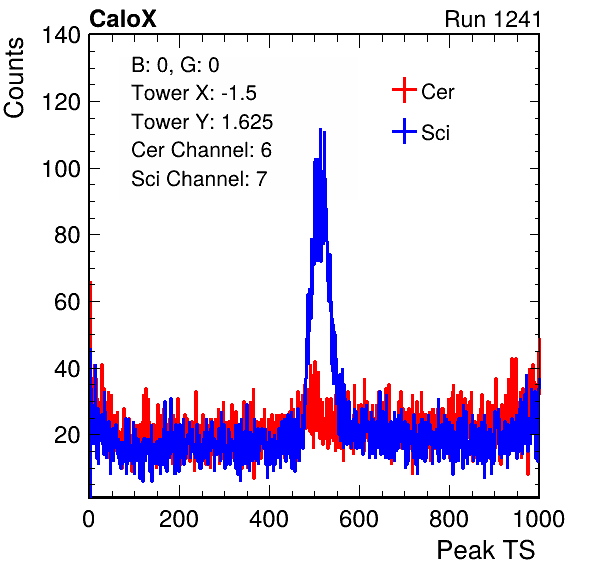 CaloX Run 1241
Counts
140
120
100
80
60
40
20
B: 0, G: 0
Tower X: -1.5
Tower Y: 1.625
Cer Channel: 6
Sci Channel: 7
Cer
Sci
0 200 400 600 800 1000
Peak TS